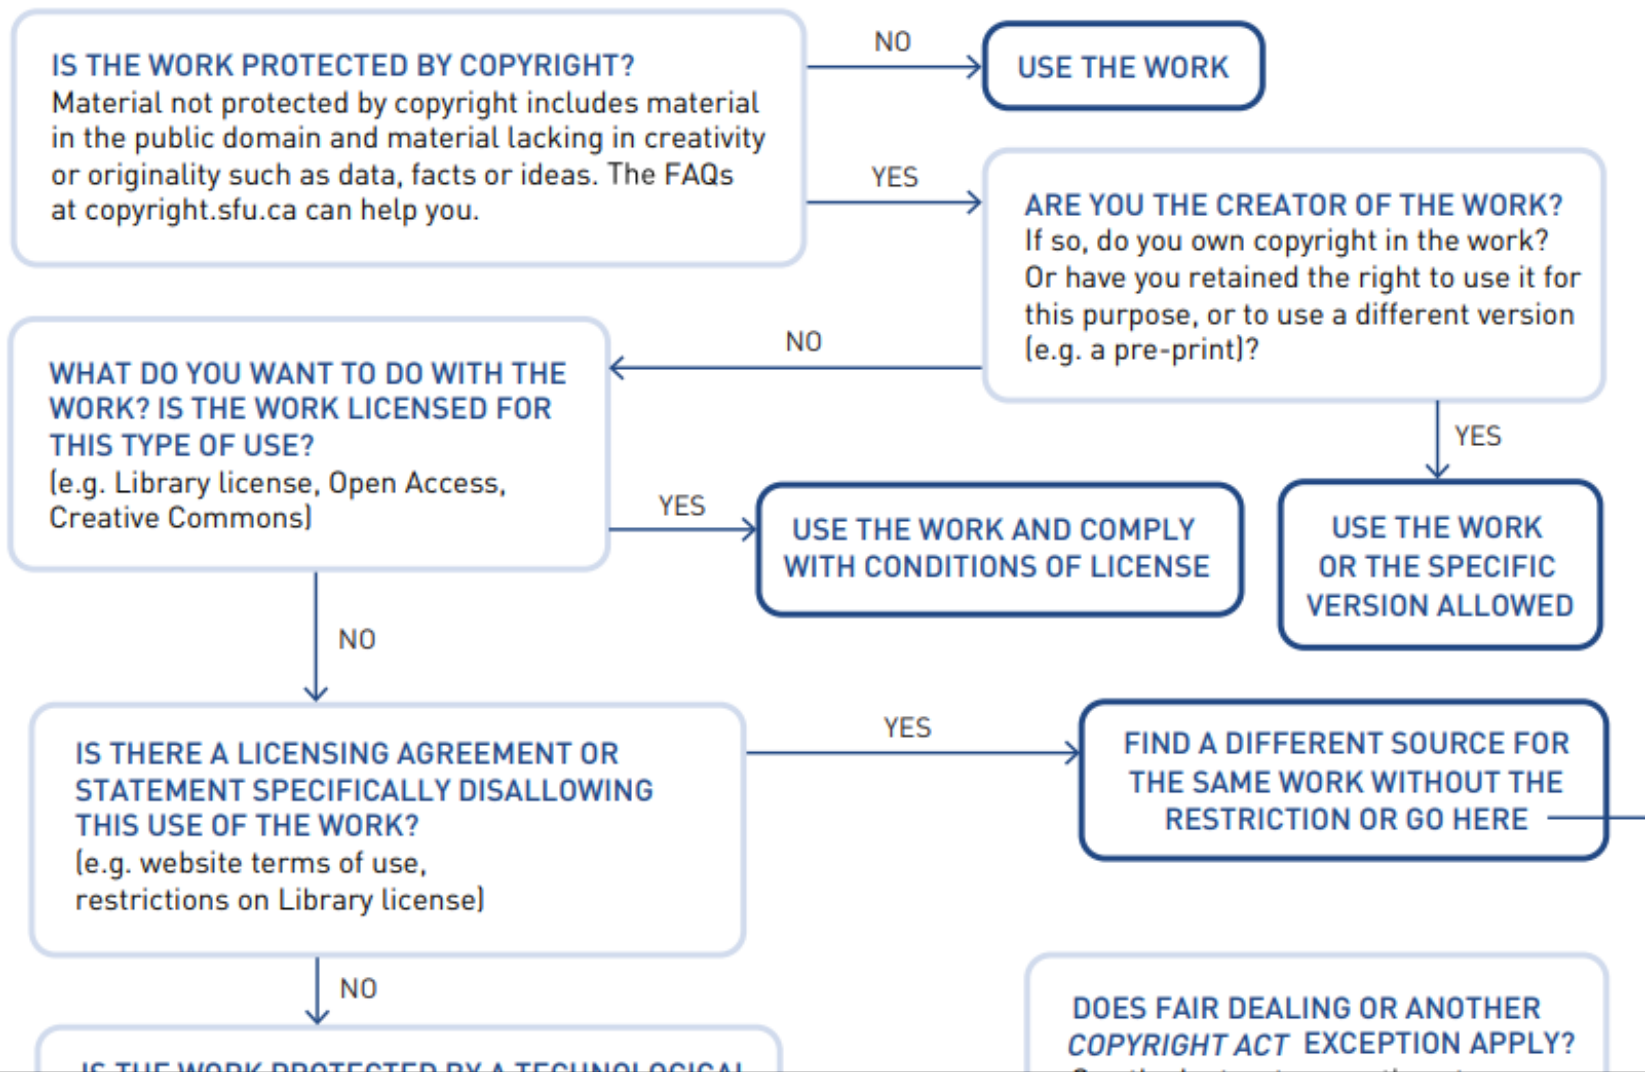 IS THE WORK PROTECTED BY COPYRIGHT?
Material not protected by copyright includes material
in the public domain and material lacking in creativity
or originality such as data, facts or ideas. The FAQs
at copyright.sfu.ca can help you.
NO
USE THE WORK
YES
ARE YOU THE CREATOR OF THE WORK?
If so, do you own copyright in the work?
Or have you retained the right to use it for
this purpose, or to use a different version
(e.g. a pre-print)?
NO
YES
USE THE WORK
OR THE SPECIFIC
VERSION ALLOWED
WHAT DO YOU WANT TO DO WITH THE
WORK? IS THE WORK LICENSED FOR
THIS TYPE OF USE?
(e.g. Library license, Open Access,
Creative Commons)
YES
USE THE WORK AND COMPLY
WITH CONDITIONS OF LICENSE
NO
IS THERE A LICENSING AGREEMENT OR
STATEMENT SPECIFICALLY DISALLOWING
THIS USE OF THE WORK?
(e.g. website terms of use,
restrictions on Library license)
YES
FIND A DIFFERENT SOURCE FOR
THE SAME WORK WITHOUT THE
RESTRICTION OR GO HERE
NO
IS THE WORK PROTECTED BY A TECHNOLOGICAL
DOES FAIR DEALING OR ANOTHER
COPYRIGHT ACT EXCEPTION APPLY?